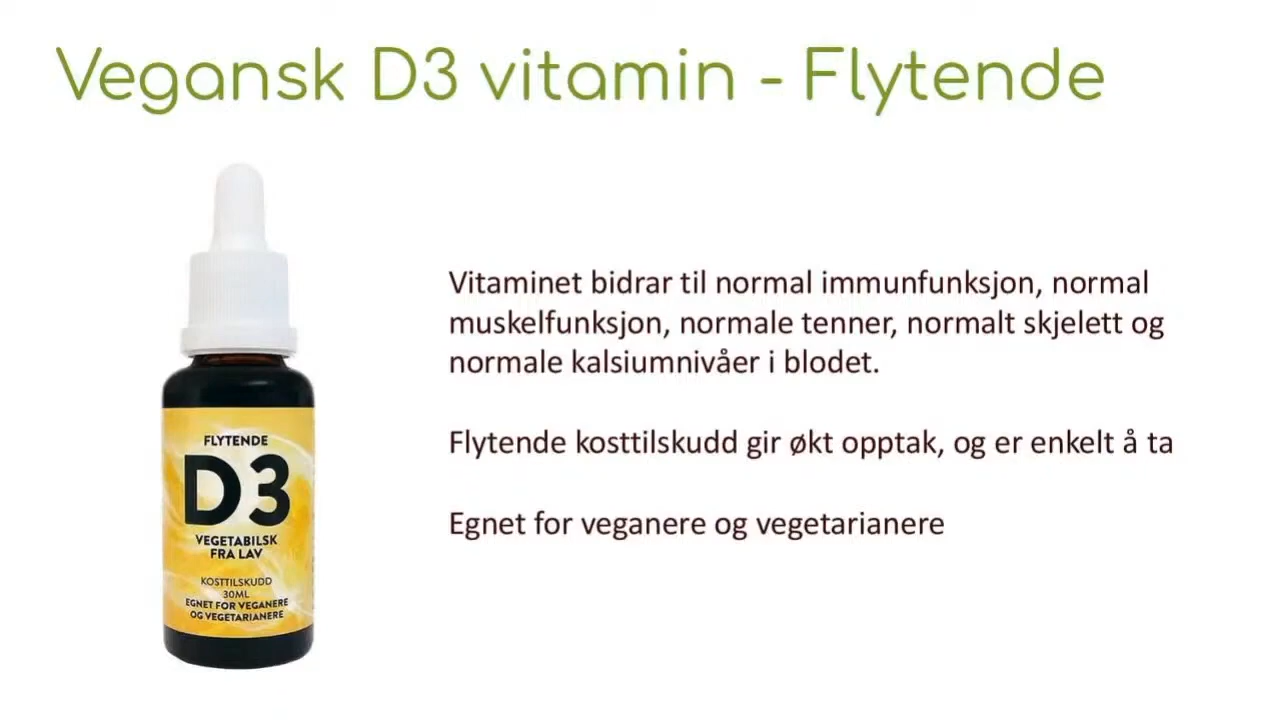 Vegansk D3 vitamin - Flytende
Vitaminet bidrar til normal immunfunksjon, normal
muskelfunksjon, normale tenner, normalt skjelett og
normale kalsiumnivåer i blodet.
Flytende kosttilskudd gir økt opptak, og er enkelt å ta
Egnet for veganere og vegetarianere
FLYTENDE
D3
VEGETABILSK
FRA LAV
KOSTTILSKUDD
30ML
EGNET FOR VEGANERE
OG VEGETARIANERE